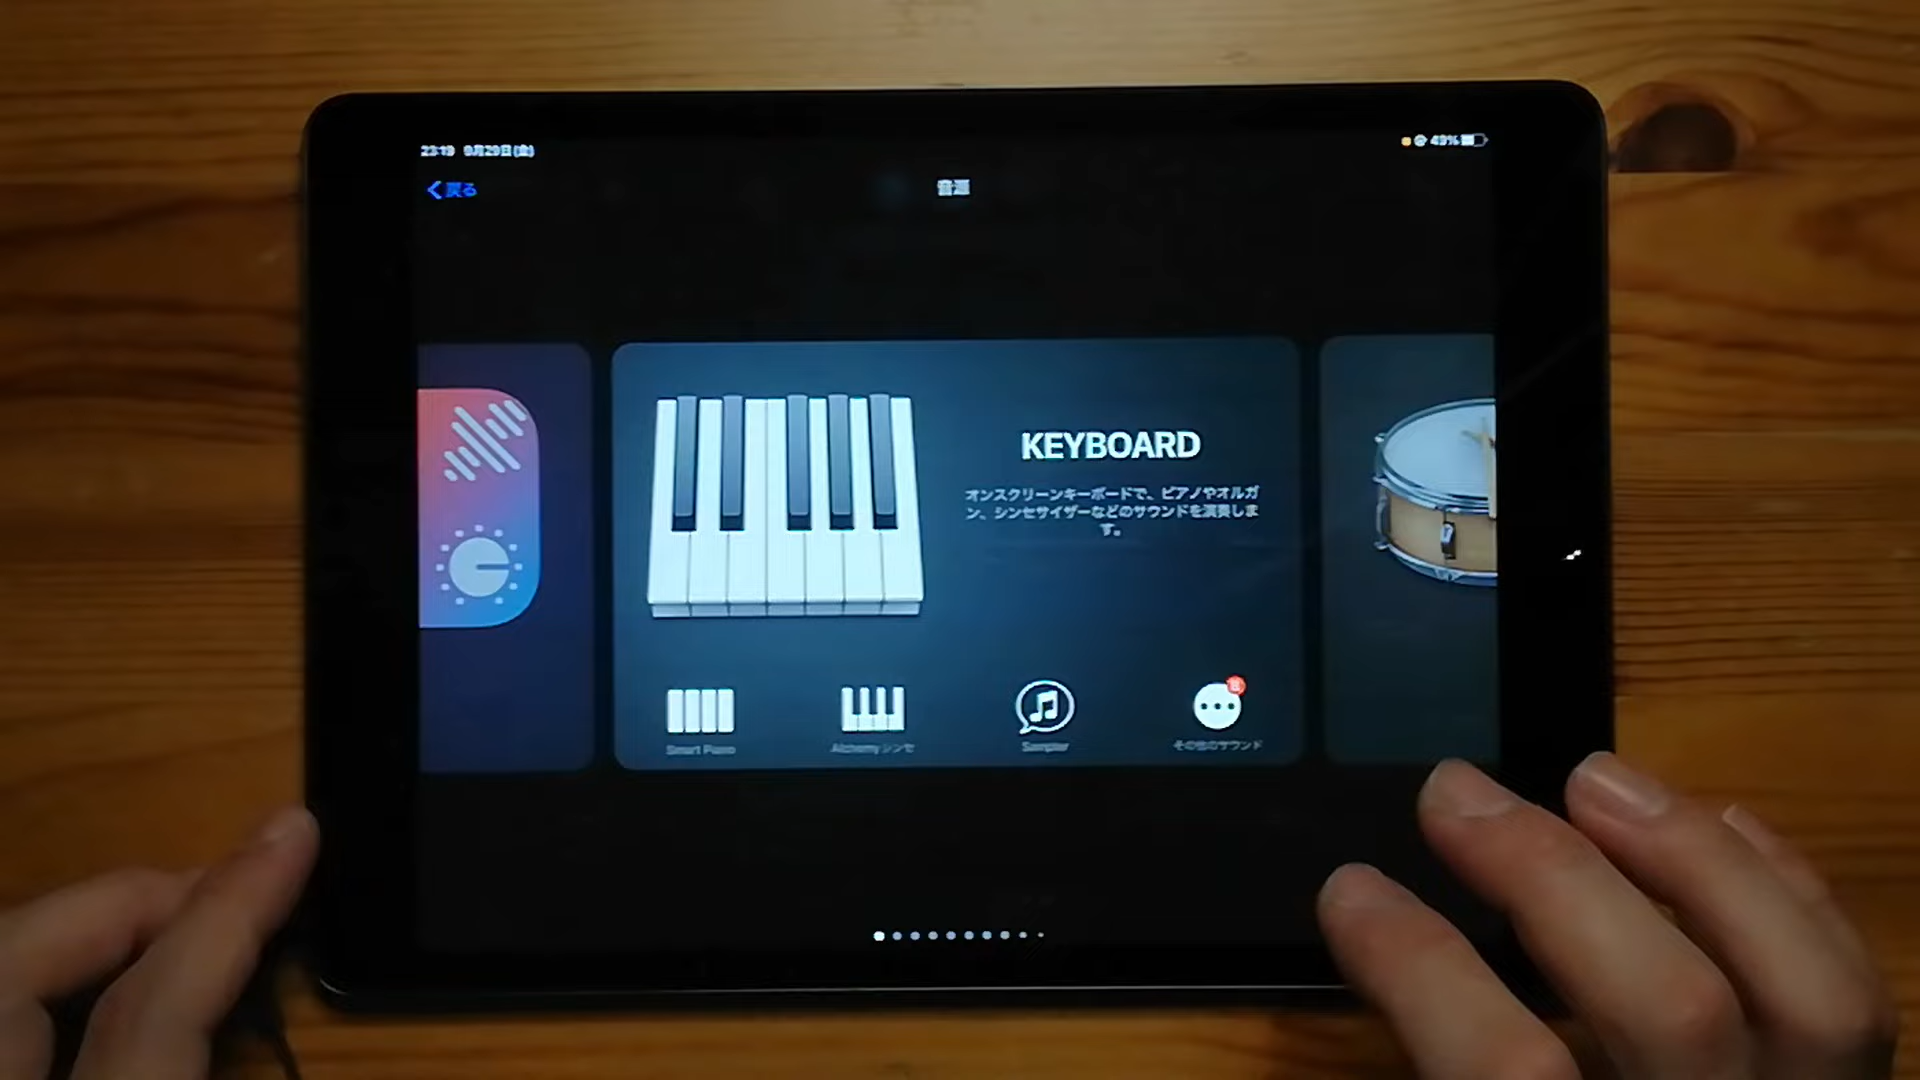 23:19 9月29日(金)
49%
戻る
音源
KEYBOARD
オンスクリーンキーボードで、ピアノやオルガ
ン、シンセサイザーなどのサウンドを演奏しま
す。
Smart Piano
Alchemy シンセ
Sampler
その他のサウンド